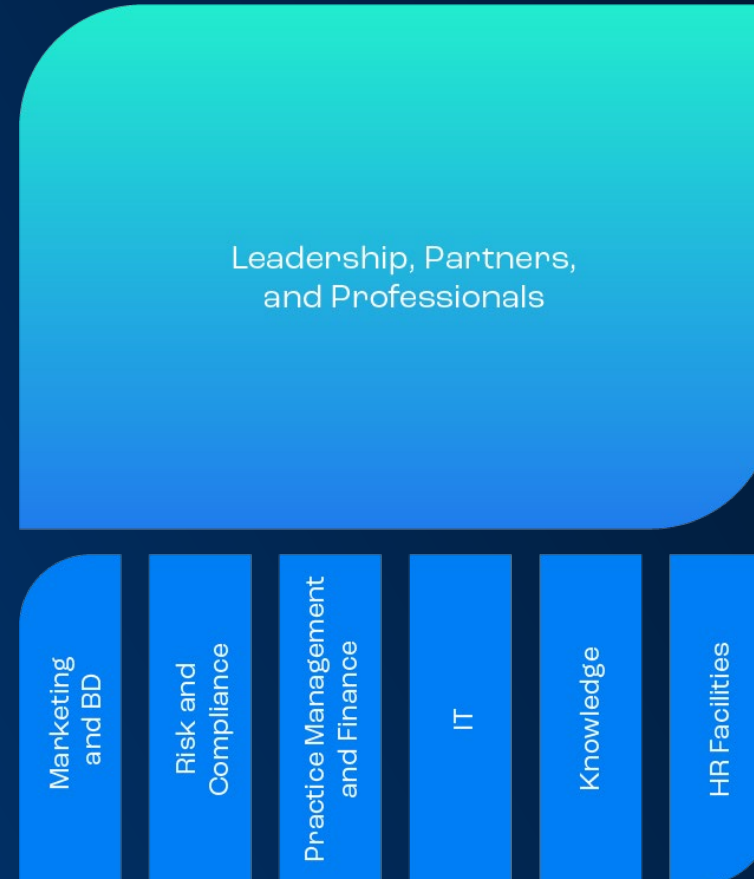 Leadership, Partners,
and Professionals
Marketing
and BD
Risk and
Compliance
Practice Management
and Finance
IT
Knowledge
HR Facilities